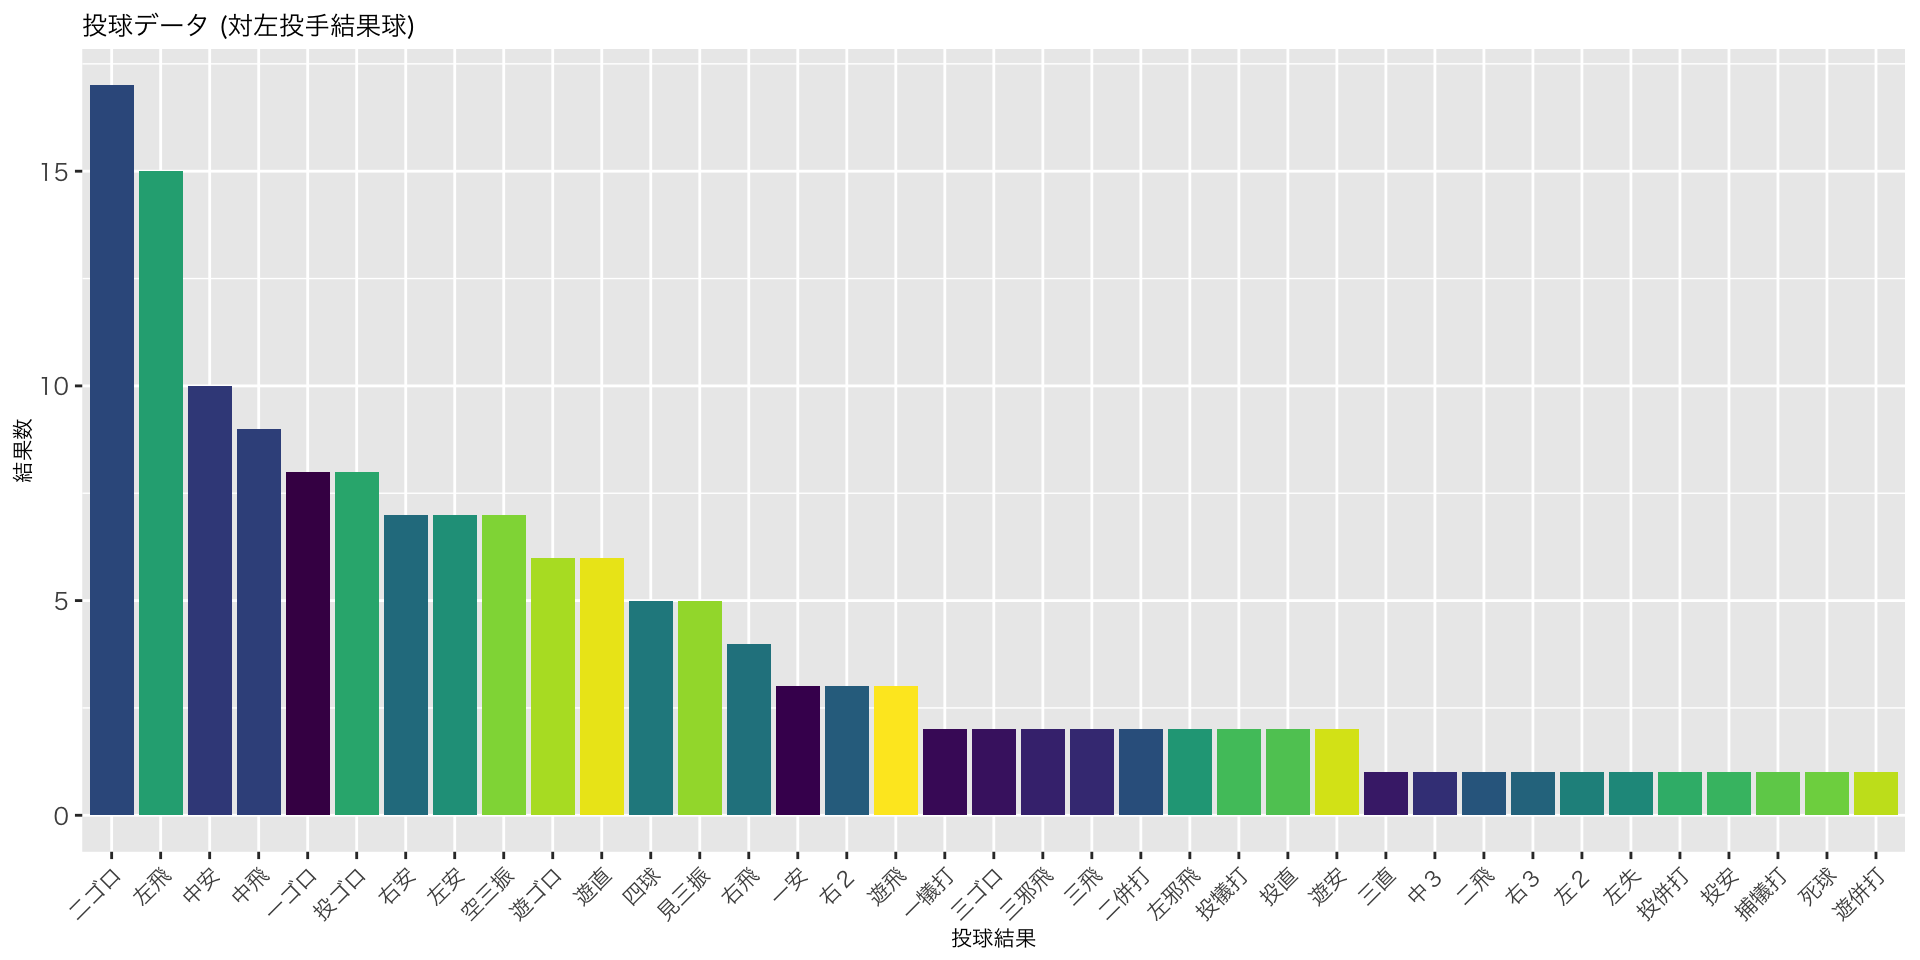 投球データ (対左投手結果球)
結果数
15
10
5
0
二ゴロ
左飛
中安
中飛
一ゴロ
投ゴロ
右安
左安
空三振
遊ゴロ
遊直
四球
見三振
右飛
一安
右２
遊飛
一犠打
三ゴロ
三邪飛
三飛
二併打
左邪飛
投犠打
投直
遊安
三直
中３
二飛
右３
左２
左失
投併打
投安
捕犠打
死球
遊併打
投球結果